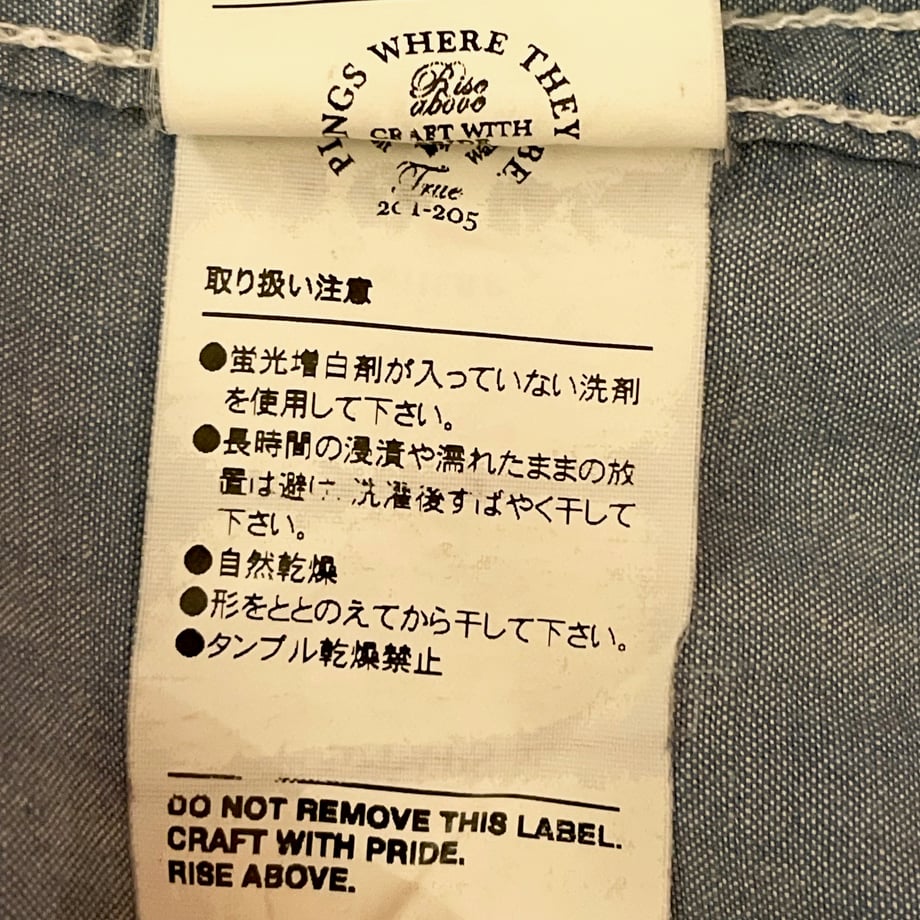 PINGS WHERE THEY BE
Rise
above
CRAFT WITH
True
201-205
取り扱い注意
●蛍光増白剤が入っていない洗剤
を使用して下さい。
●長時間の浸漬や濡れたままの放
置は避け、洗濯後すばやく干して
下さい。
●自然乾燥
●形をととのえてから干して下さい。
●タンブル乾燥禁止
DO NOT REMOVE THIS LABEL.
CRAFT WITH PRIDE.
RISE ABOVE.